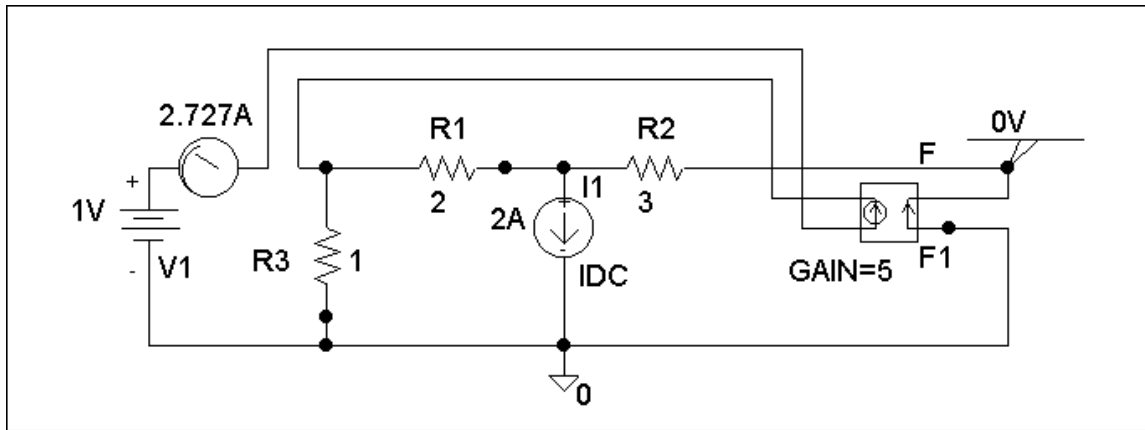 2.727A
R1
R2
0V
F
+
I1
+
1V
2
2A
3
R3
1
-
V1
-
IDC
GAIN=5
F1
0